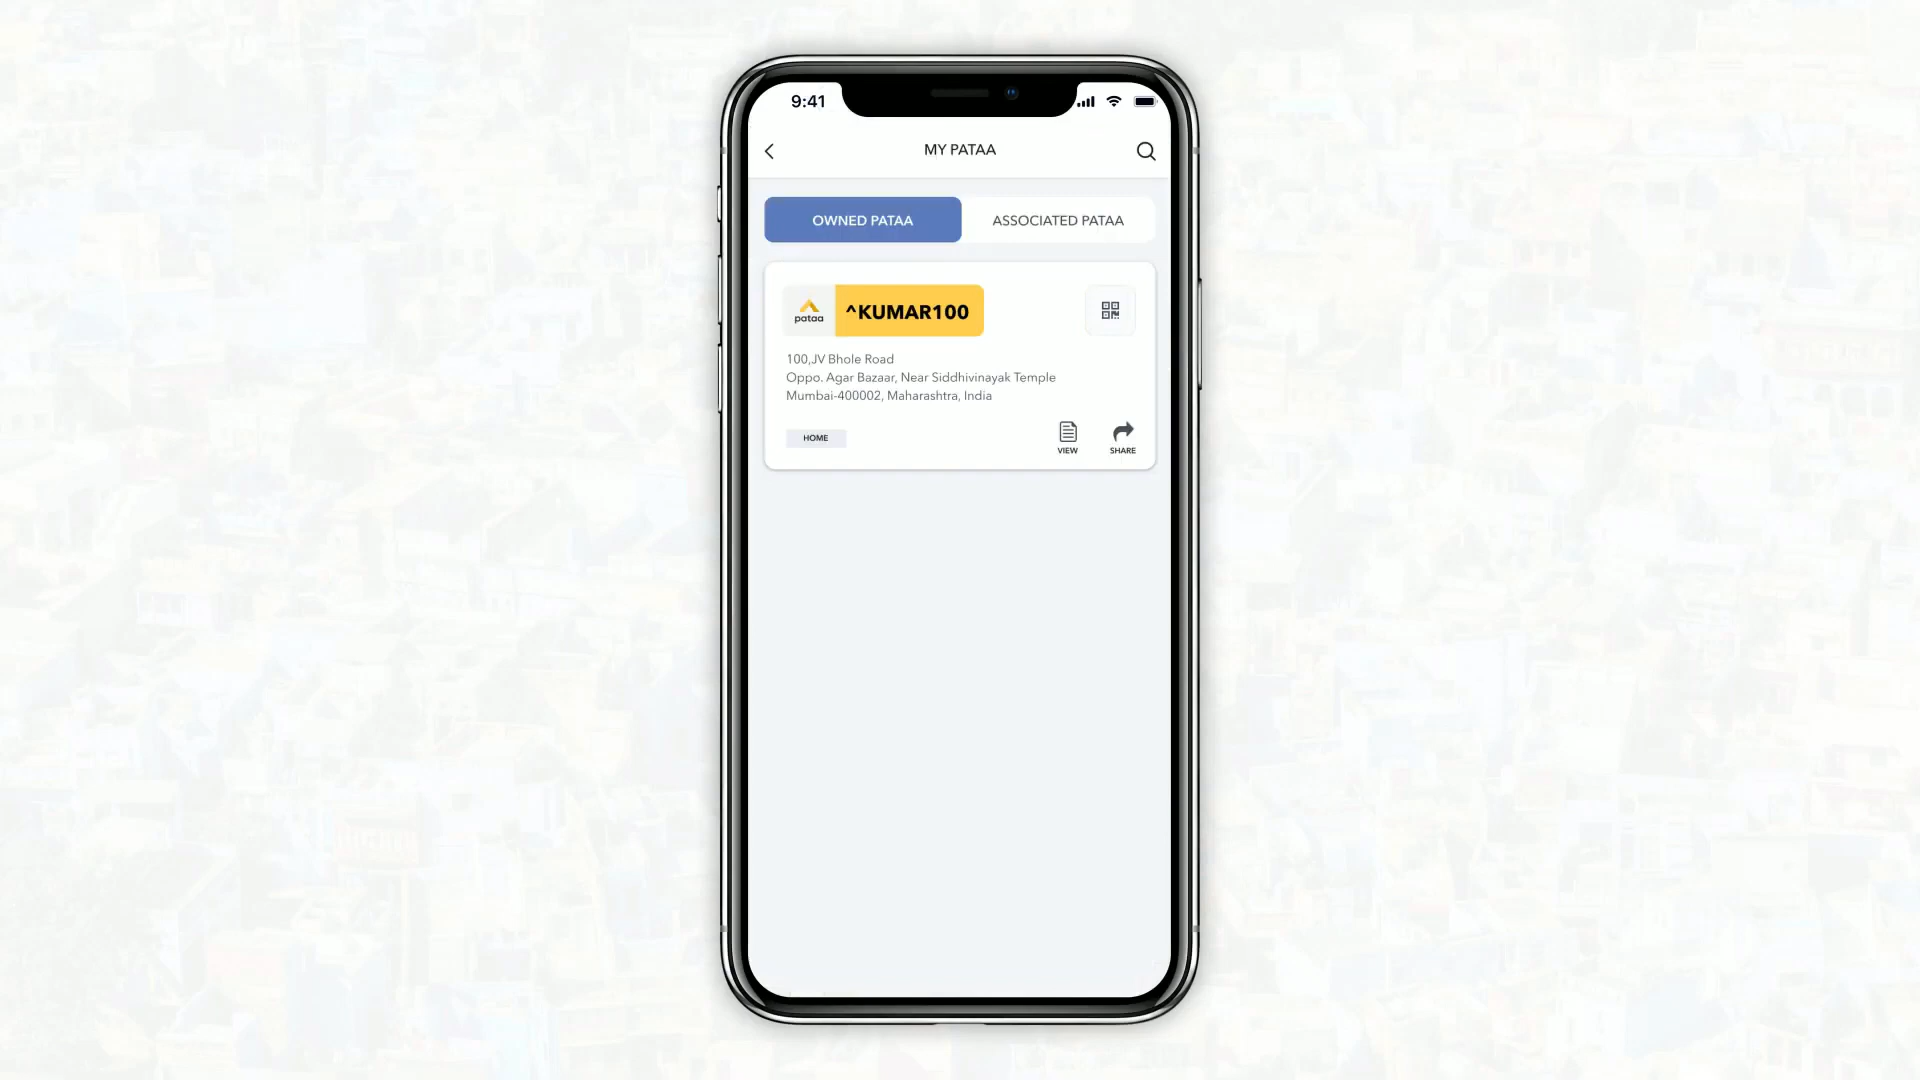 9:41
MY PATAA
OWNED PATAA
ASSOCIATED PATAA
pataa
^KUMAR100
100,JV Bhole Road
Oppo. Agar Bazaar, Near Siddhivinayak Temple
Mumbai-400002, Maharashtra, India
HOME
VIEW
SHARE